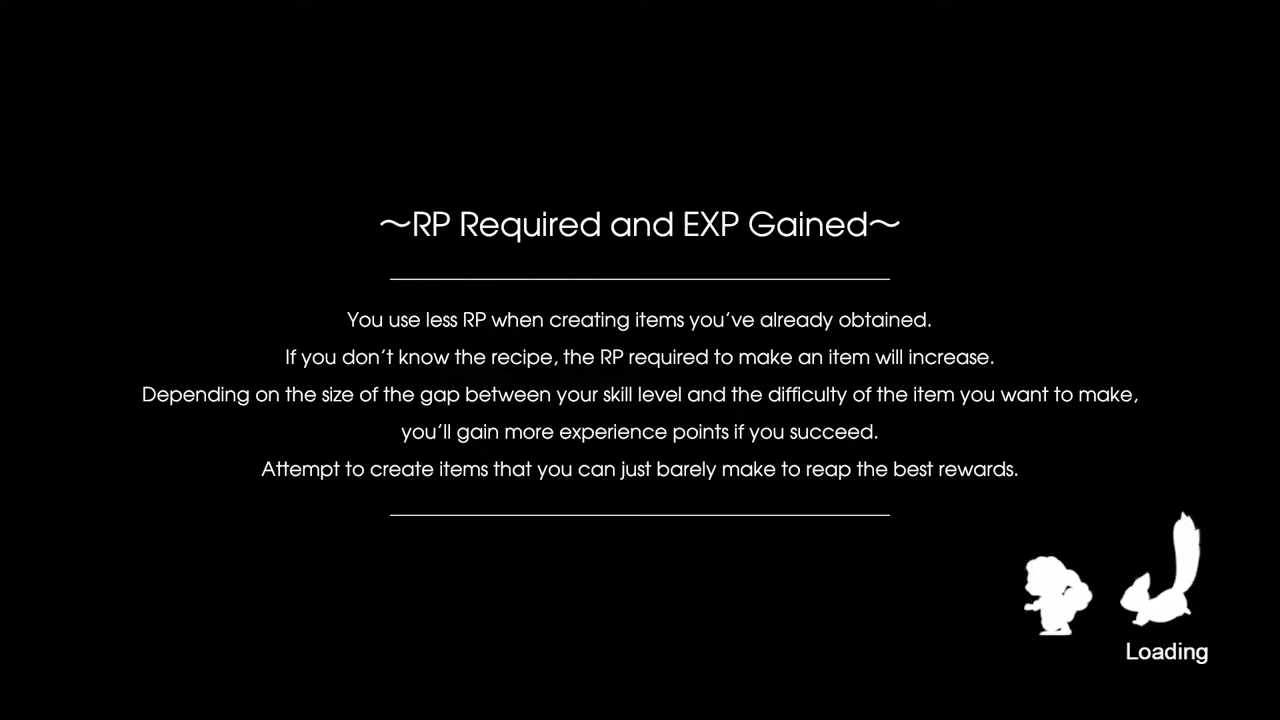 ～RP Required and EXP Gained～
You use less RP when creating items you've already obtained.
If you don't know the recipe, the RP required to make an item will increase.
Depending on the size of the gap between your skill level and the difficulty of the item you want to make,
you'll gain more experience points if you succeed.
Attempt to create items that you can just barely make to reap the best rewards.
Loading